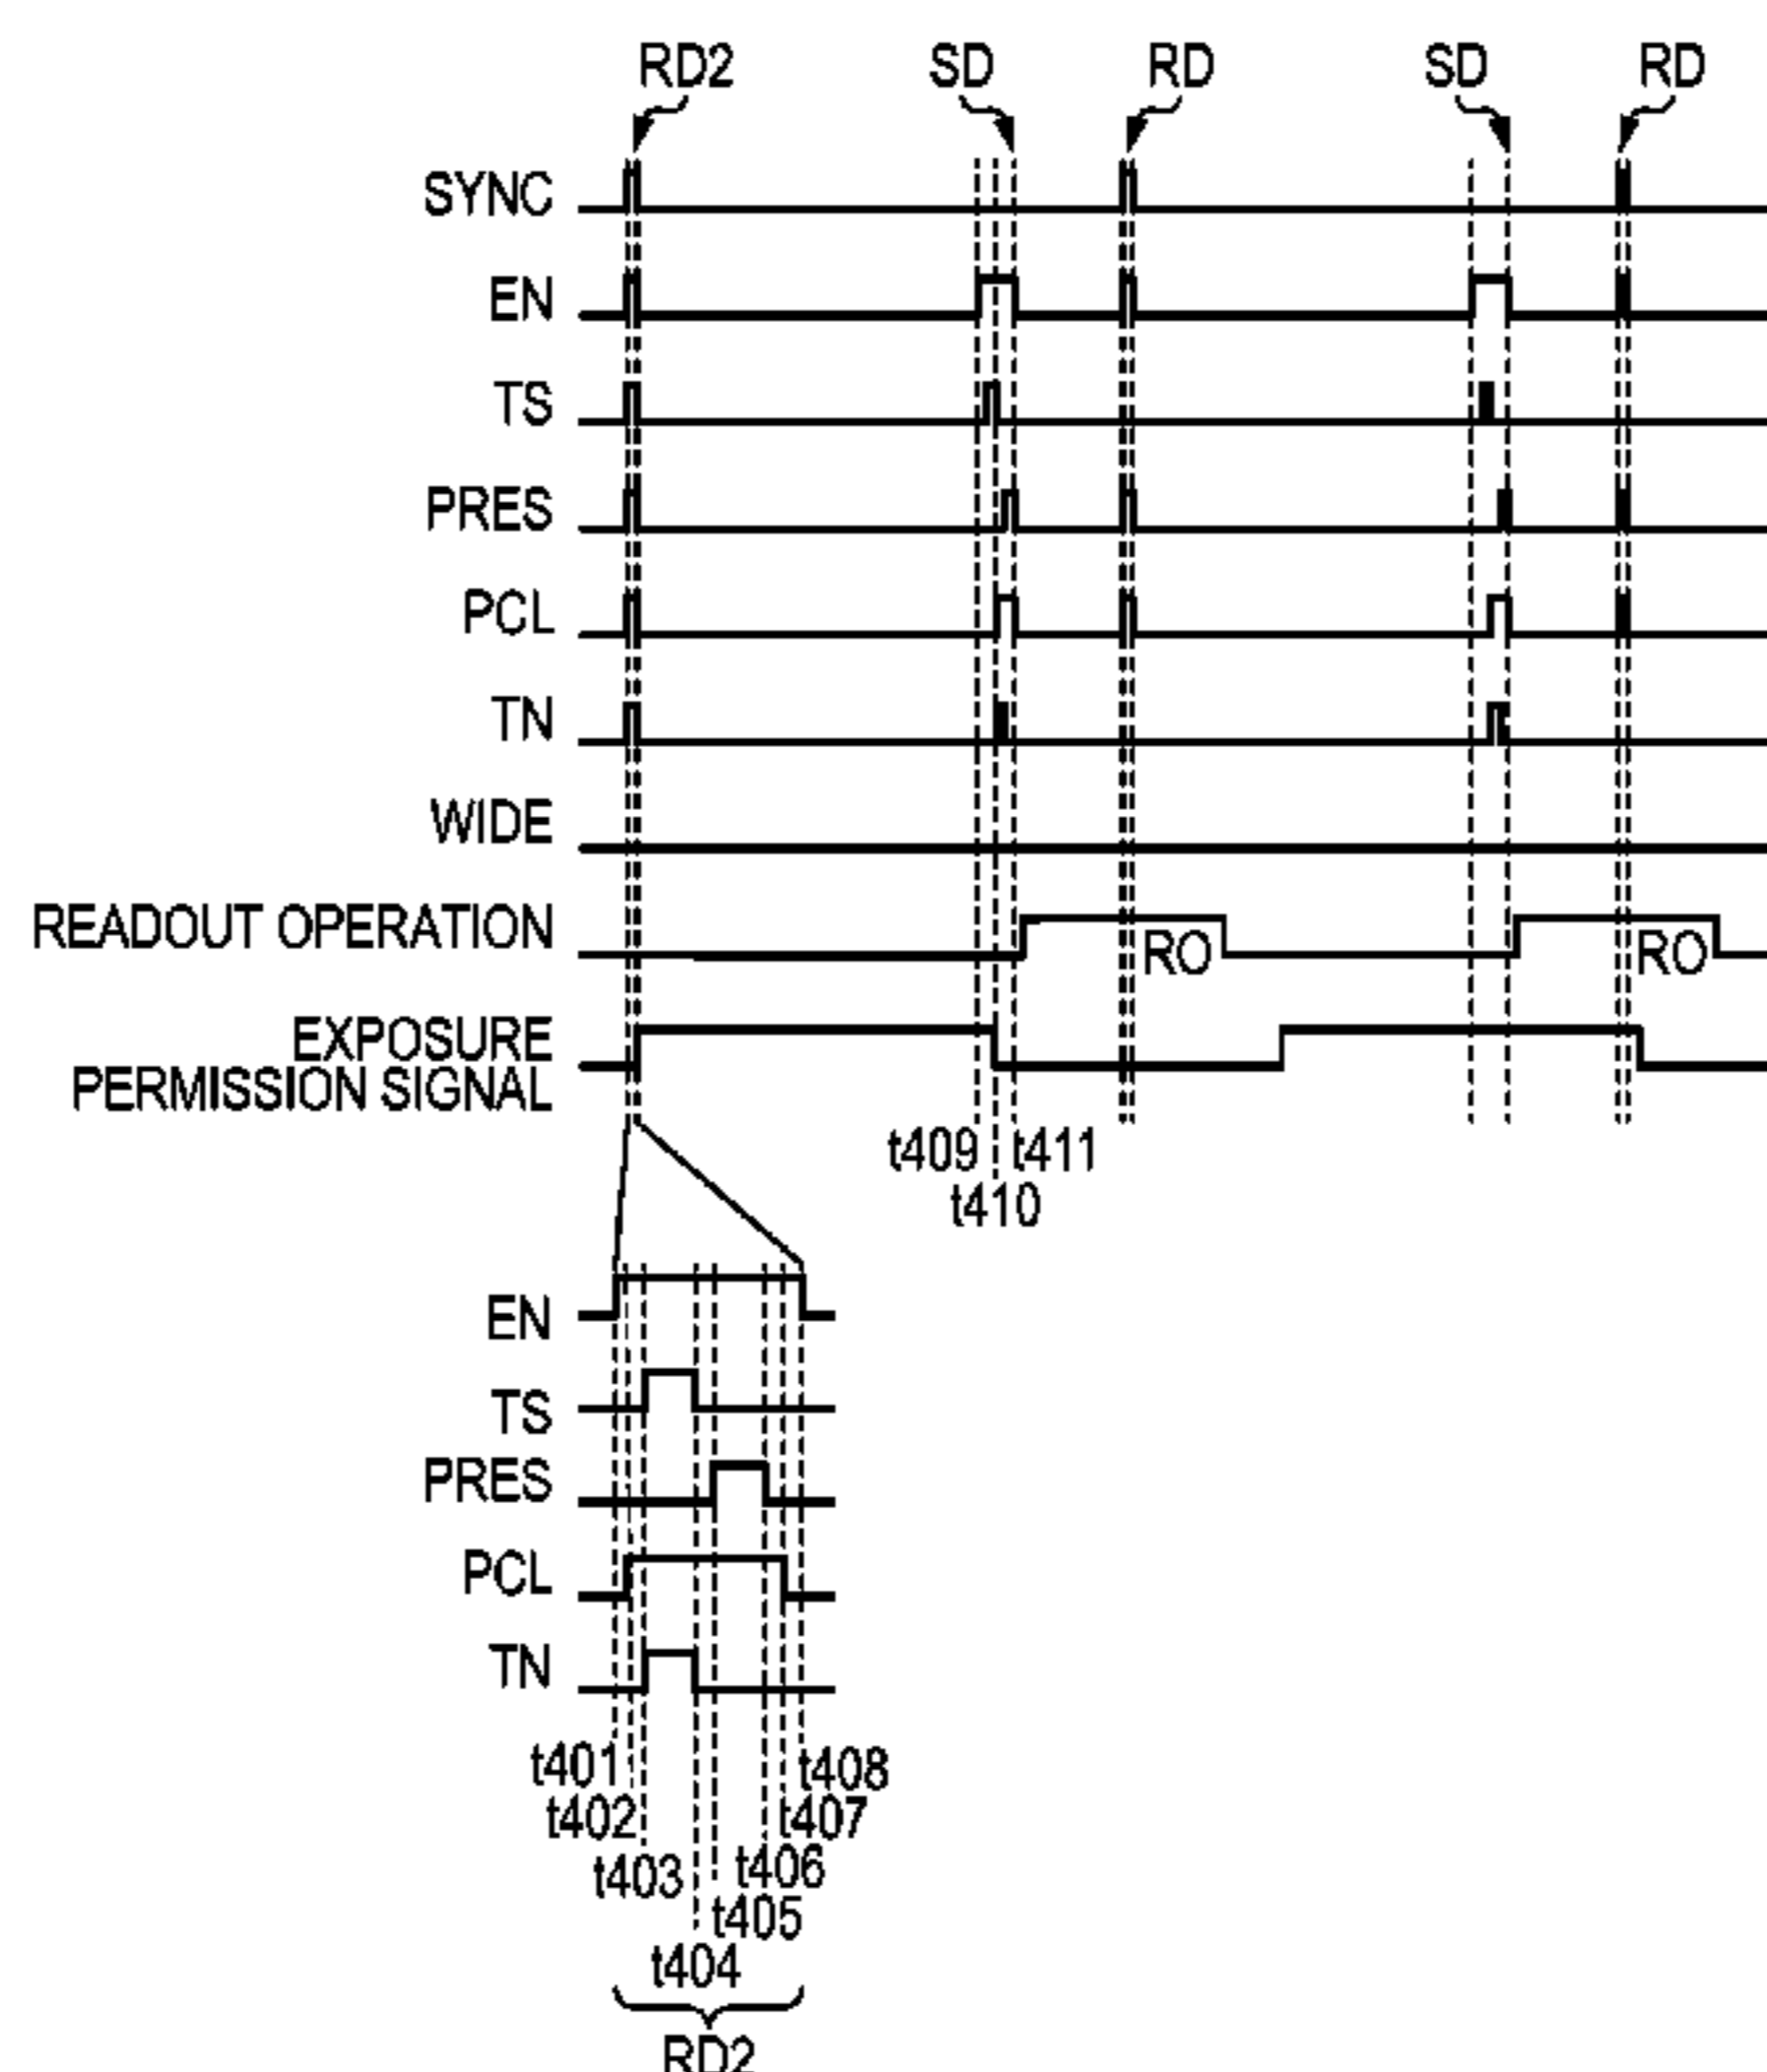 RD2 SD RD SD RD
SYNC
EN
TS
PRES
PCL
TN
WIDE
READOUT OPERATION
RO RO
EXPOSURE
PERMISSION SIGNAL
t409 t411
t410
EN
TS
PRES
PCL
TN
t401 t408
t402 t407
t403 t406
t405
t404
RD2